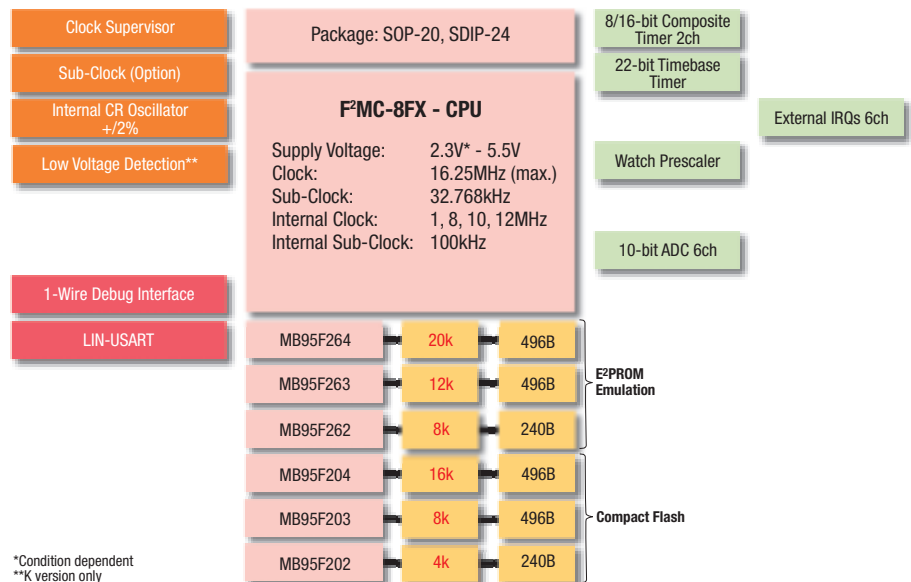 Clock Supervisor
Sub-Clock (Option)
Internal CR Oscillator
+/2%
Low Voltage Detection**
1-Wire Debug Interface
LIN-USART
Package: SOP-20, SDIP-24
F²MC-8FX - CPU
Supply Voltage: 2.3V* - 5.5V
Clock: 16.25MHz (max.)
Sub-Clock: 32.768kHz
Internal Clock: 1, 8, 10, 12MHz
Internal Sub-Clock: 100kHz
8/16-bit Composite
Timer 2ch
22-bit Timebase
Timer
External IRQs 6ch
Watch Prescaler
10-bit ADC 6ch
MB95F264 20k 496B
MB95F263 12k 496B
MB95F262 8k 240B
E²PROM
Emulation
MB95F204 16k 496B
MB95F203 8k 496B
MB95F202 4k 240B
Compact Flash
*Condition dependent
**K version only